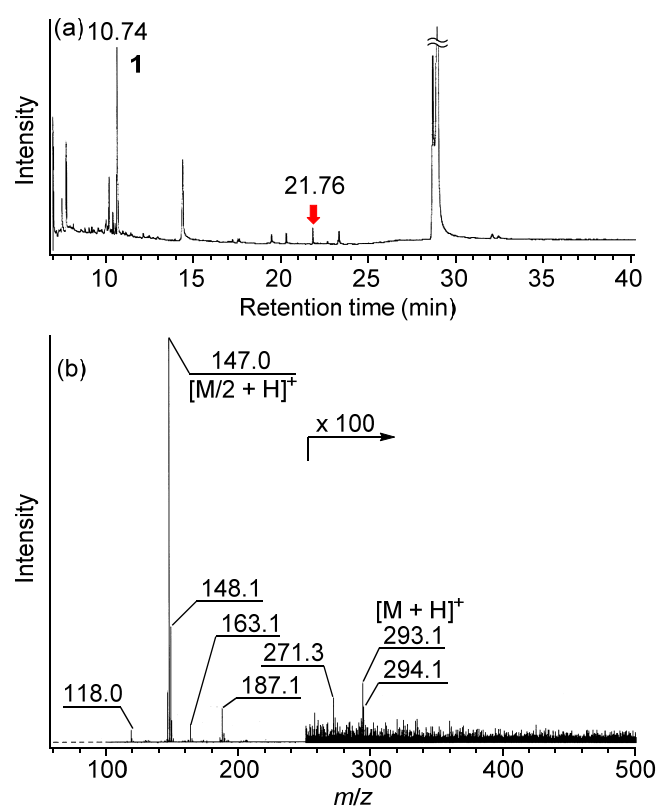 (a) 10.74
1
Intensity
21.76
10 15 20 25 30 35 40
Retention time (min)
(b)
147.0
[M/2 + H]+
x 100
Intensity
148.1
[M + H]+
163.1
293.1
271.3
294.1
118.0
187.1
100 200 300 400 500
m/z